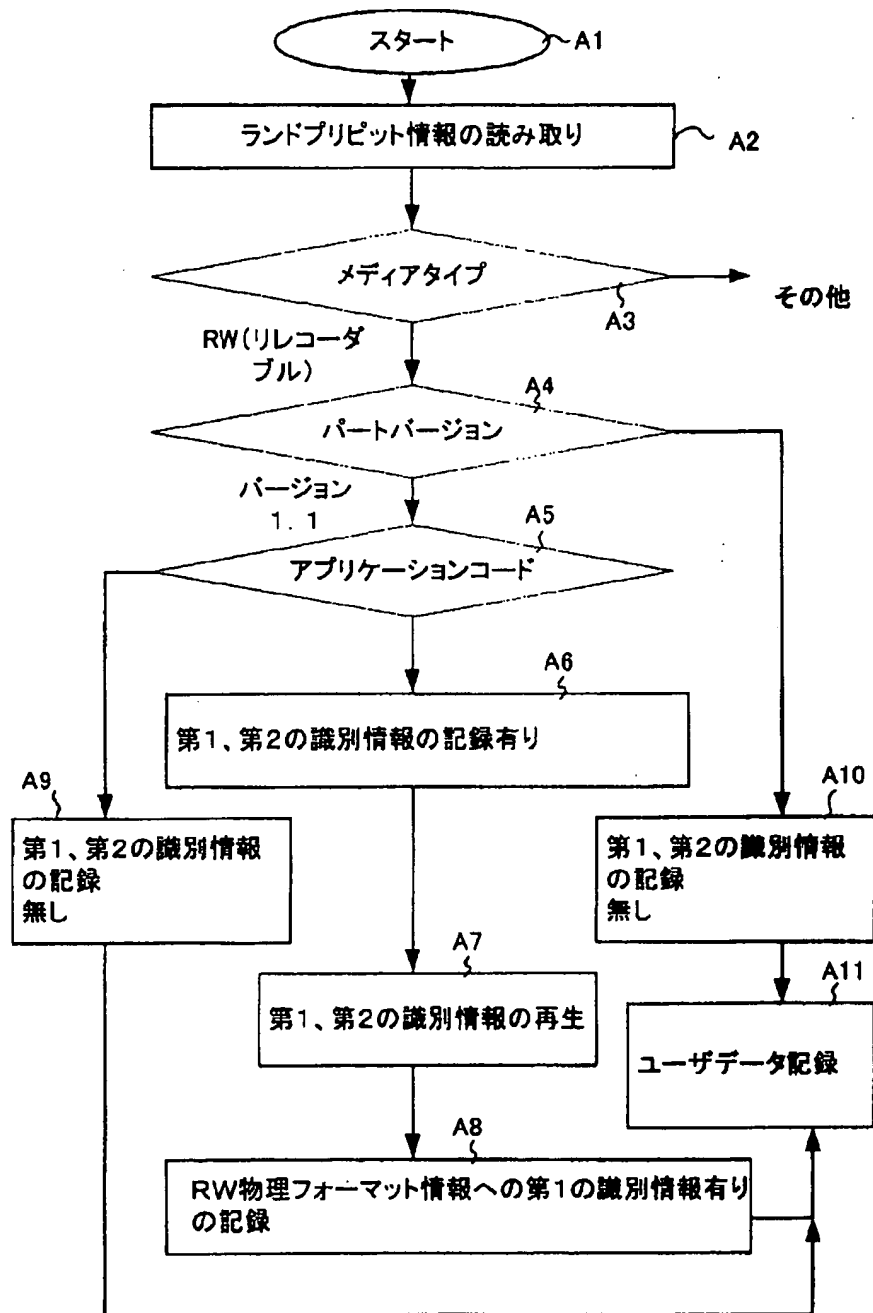 スタート
A1
ランドプリピット情報の読み取り
A2
メディアタイプ
A3
その他
RW(リレコーダ
ブル)
A4
パートバージョン
バージョン
1.1
A5
アプリケーションコード
A6
第1、第2の識別情報の記録有り
A9
第1、第2の識別情報
の記録
無し
A10
第1、第2の識別情報
の記録
無し
A7
第1、第2の識別情報の再生
A11
ユーザデータ記録
A8
RW物理フォーマット情報への第1の識別情報有り
の記録